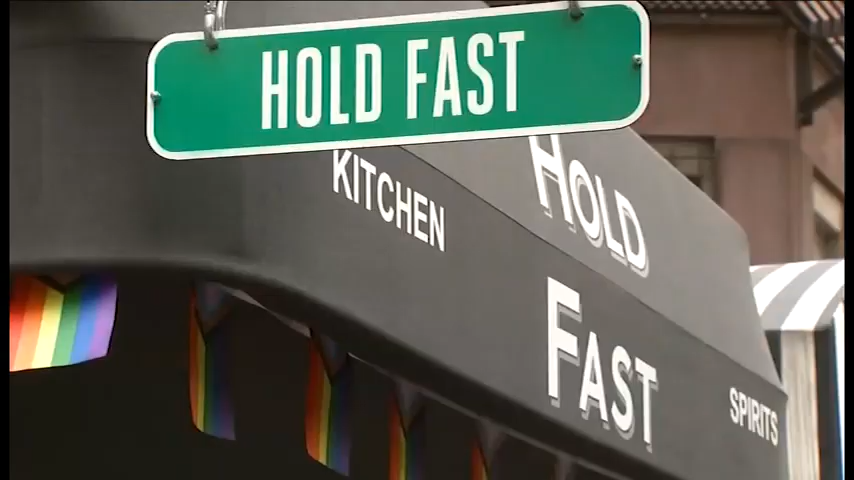 HOLD FAST
KITCHEN
HOLD
FAST
SPIRITS